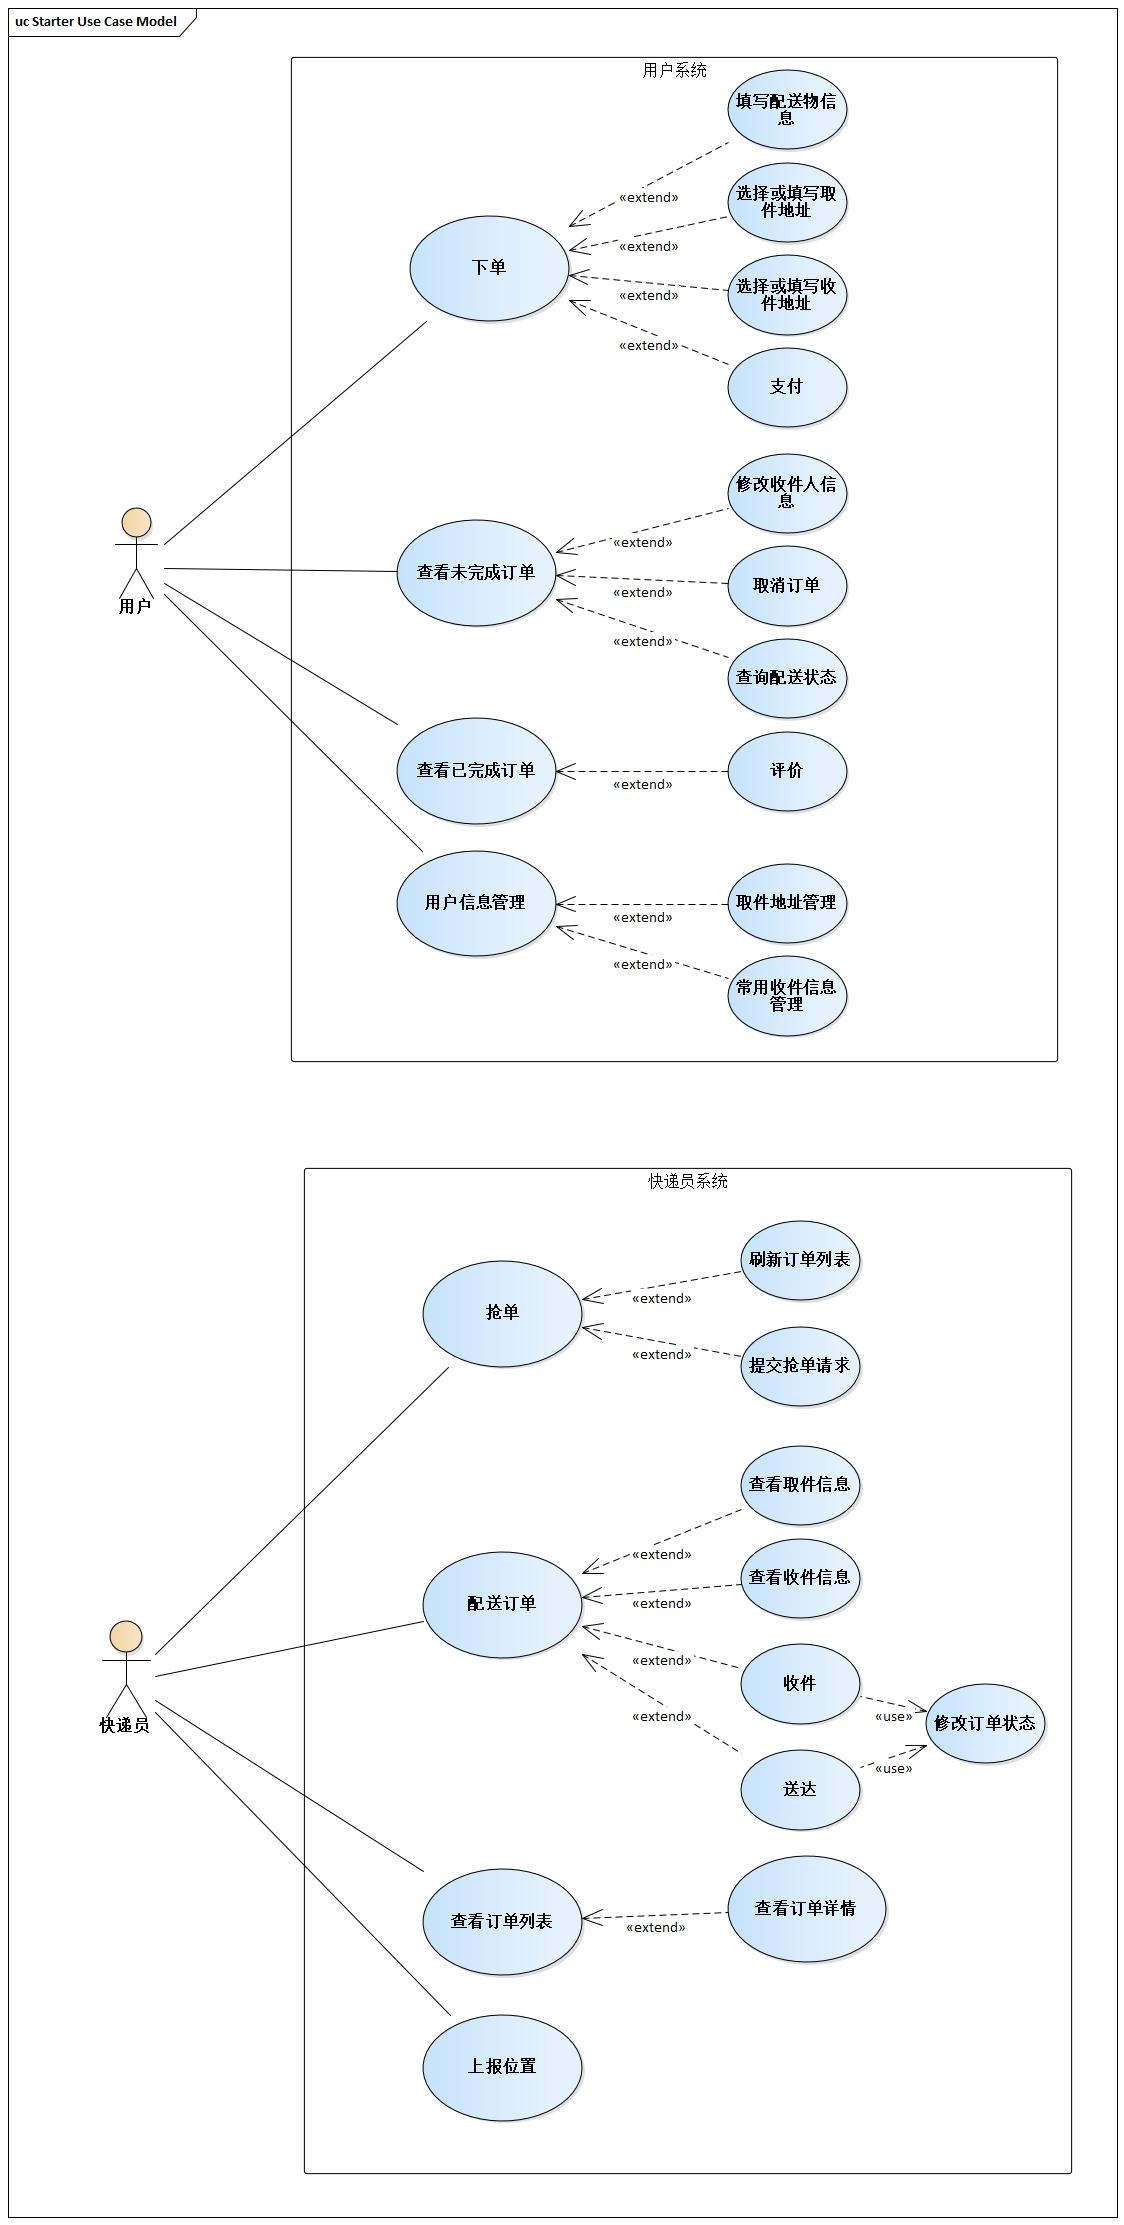 uc Starter Use Case Model
用户系统
填写配送物信
息
«extend»
选择或填写取
件地址
«extend»
下单
选择或填写收
件地址
«extend»
«extend»
支付
修改收件人信
息
«extend»
查看未完成订单
取消订单
«extend»
用户
«extend»
查询配送状态
查看已完成订单
评价
«extend»
用户信息管理
取件地址管理
«extend»
«extend»
常用收件信息
管理
快递员系统
刷新订单列表
«extend»
抢单
«extend»
提交抢单请求
查看取件信息
«extend»
查看收件信息
配送订单
«extend»
«extend»
收件
«extend»
«use»
修改订单状态
快递员
«use»
送达
查看订单列表
查看订单详情
«extend»
上报位置